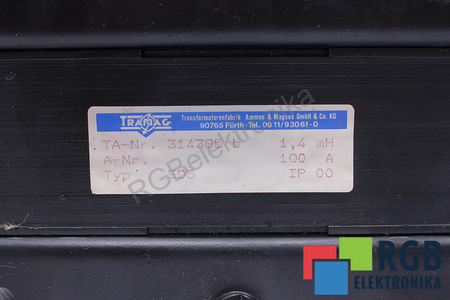 TRAMAG
Transformatorenfabrik Ammon & Magnus GmbH & Co. KG
90765 Fürth-Tel. 0911/93061-0
TA-Nr. 1,4 mH
A-Nr. 100 A
Typ IP 00
RGBelektronika
RGB
ELEKTRONIKA